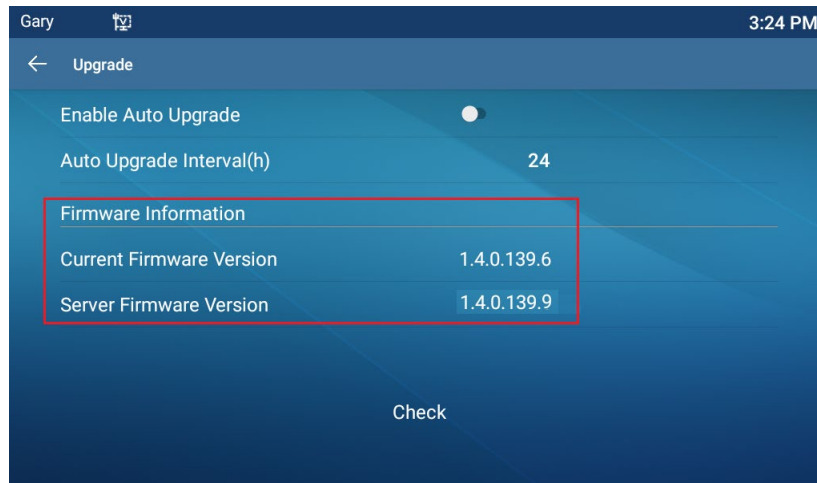 Gary 3:24 PM
Upgrade
Enable Auto Upgrade
Auto Upgrade Interval(h) 24
Firmware Information
Current Firmware Version 1.4.0.139.6
Server Firmware Version 1.4.0.139.9
Check